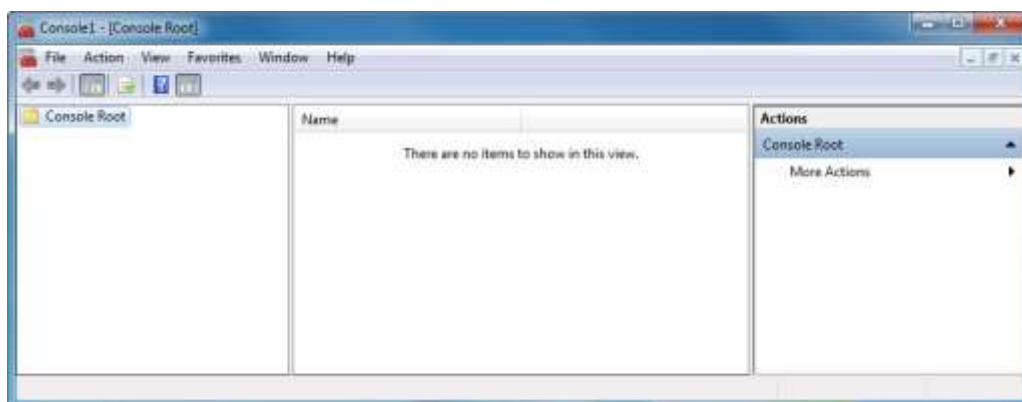 Console1 - [Console Root]
File Action View Favorites Window Help
Console Root
Name
There are no items to show in this view.
Actions
Console Root
More Actions